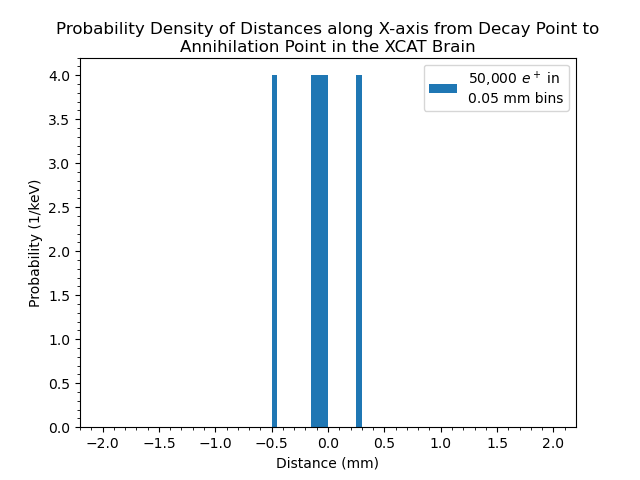 Probability Density of Distances along X-axis from Decay Point to
Annihilation Point in the XCAT Brain
50,000 e⁺ in
0.05 mm bins
Probability (1/keV)
4.0
3.5
3.0
2.5
2.0
1.5
1.0
0.5
0.0
−2.0 −1.5 −1.0 −0.5 0.0 0.5 1.0 1.5 2.0
Distance (mm)